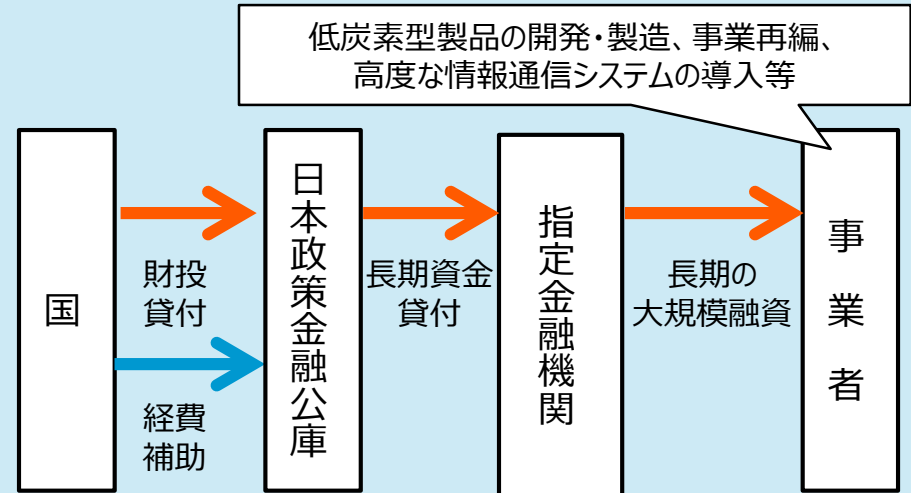 低炭素型製品の開発・製造、事業再編、
高度な情報通信システムの導入等
国
財投
貸付
経費
補助
日本政策金融公庫
長期資金
貸付
指定金融機関
長期の
大規模融資
事業者